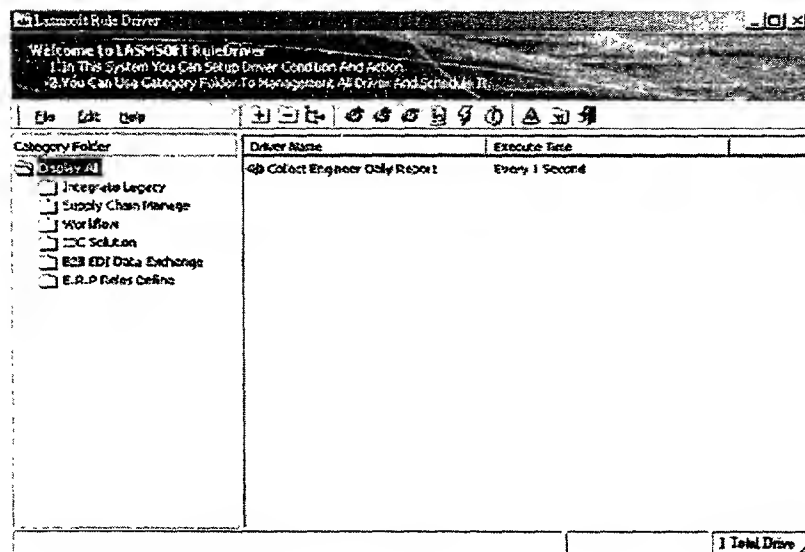 Lasmsoft Rule Driver
Welcome to LASMSOFT RuleDriver
1.In This System You Can Setup Driver Condition And Action.
2.You Can Use Category Folder To Management All Driver And Schedule It.
File Edit Help
Category Folder
Driver Name Execute Time
Display All
Collect Engineer Daily Report Every 1 Second
Integrate Legacy
Supply Chain Manage
Workflow
Solution
B2B EDI Data Exchange
E.R.P Rules Define
1 Total Drive